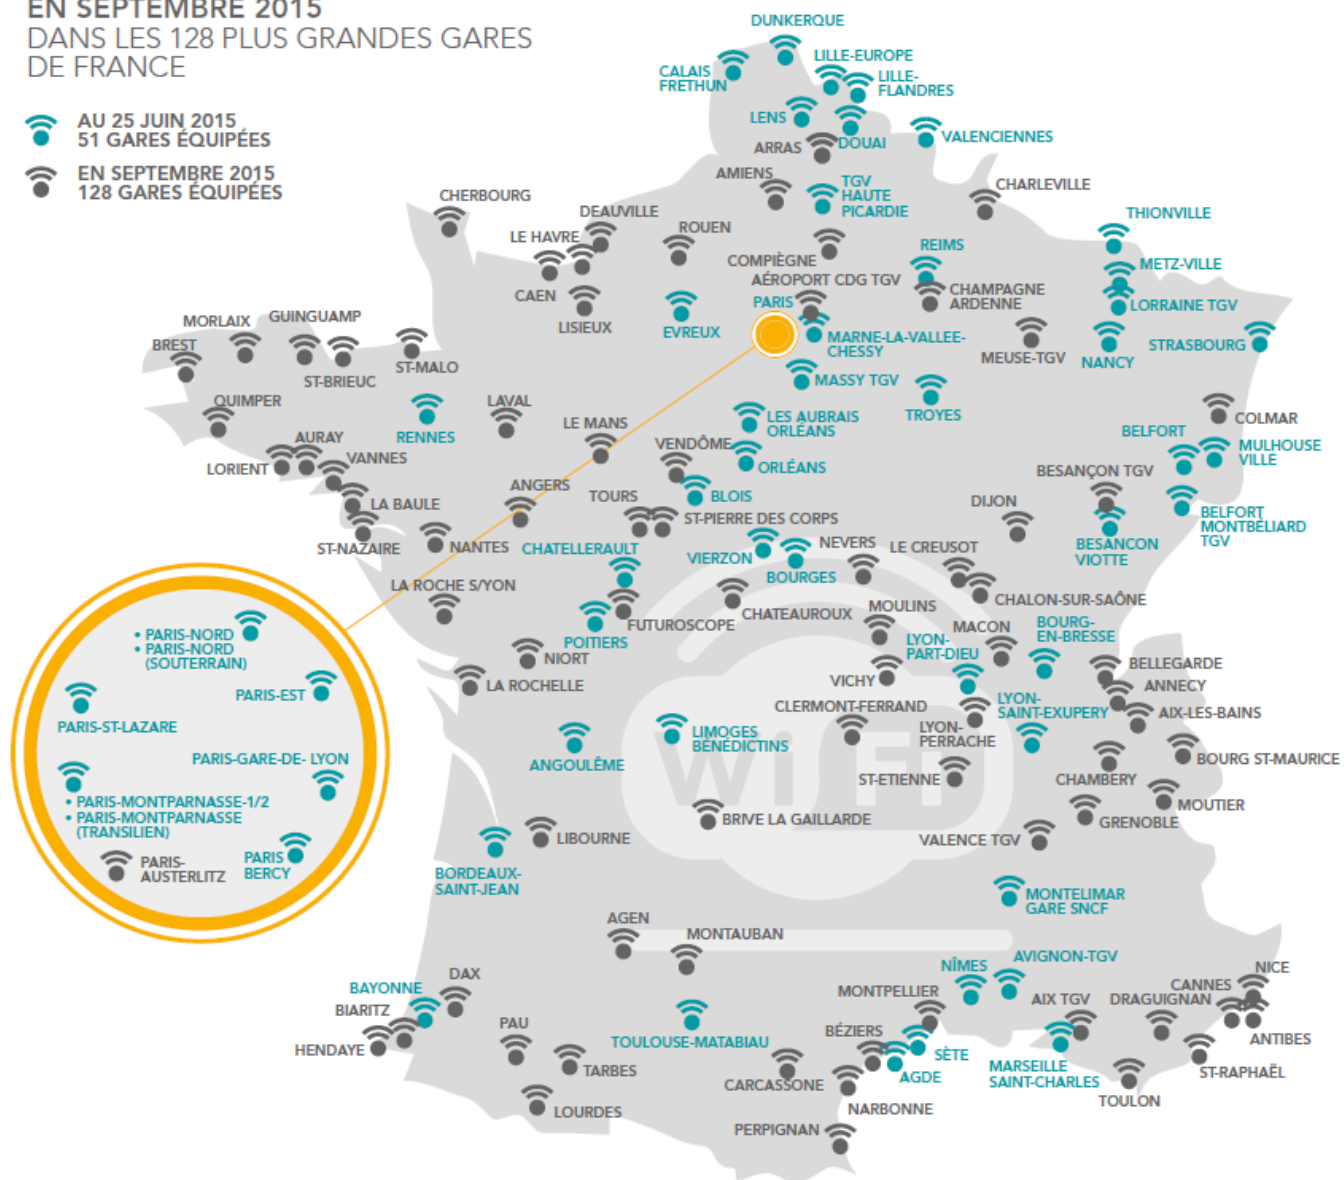 EN SEPTEMBRE 2015
DANS LES 128 PLUS GRANDES GARES
DE FRANCE
AU 25 JUIN 2015
51 GARES ÉQUIPÉES
EN SEPTEMBRE 2015
128 GARES ÉQUIPÉES
DUNKERQUE
CALAIS
FRETHUN
LILLE-EUROPE
LILLE-
FLANDRES
LENS
DOUAI
VALENCIENNES
ARRAS
AMIENS
TGV
HAUTE
PICARDIE
CHARLEVILLE
CHERBOURG
DEAUVILLE
LE HAVRE
ROUEN
THIONVILLE
COMPIÈGNE
REIMS
METZ-VILLE
AÉROPORT CDG TGV
CHAMPAGNE
ARDENNE
CAEN
LISIEUX
EVREUX
PARIS
LORRAINE TGV
MARNE-LA-VALLEE-
CHESSY
MEUSE-TGV
NANCY
STRASBOURG
MORLAIX
GUINGUAMP
BREST
ST-BRIEUC
ST-MALO
MASSY TGV
TROYES
QUIMPER
RENNES
LAVAL
LE MANS
LES AUBRAIS
ORLÉANS
COLMAR
BELFORT
MULHOUSE
VILLE
AURAY
VANNES
LORIENT
VENDÔME
ORLÉANS
BESANÇON TGV
LA BAULE
ANGERS
TOURS
BLOIS
DIJON
ST-PIERRE DES CORPS
BELFORT
MONTBÉLIARD
TGV
ST-NAZAIRE
NANTES
CHATELLERAULT
VIERZON
BOURGES
NEVERS
LE CREUSOT
BESANCON
VIOTTE
LA ROCHE S/YON
CHATEAUROUX
CHALON-SUR-SAÔNE
MOULINS
FUTUROSCOPE
POITIERS
LYON-
PART-DIEU
MACON
BOURG-
EN-BRESSE
NIORT
LA ROCHELLE
VICHY
BELLEGARDE
ANNECY
CLERMONT-FERRAND
LYON-
PERRACHE
LYON-
SAINT-EXUPERY
AIX-LES-BAINS
ANGOULÊME
LIMOGES
BÉNÉDICTINS
BOURG ST-MAURICE
ST-ETIENNE
CHAMBERY
MOUTIER
Wi Fi
BRIVE LA GAILLARDE
GRENOBLE
LIBOURNE
VALENCE TGV
BORDEAUX-
SAINT-JEAN
MONTELIMAR
GARE SNCF
• PARIS-NORD
• PARIS-NORD
(SOUTERRAIN)
PARIS-EST
PARIS-ST-LAZARE
PARIS-GARE-DE- LYON
• PARIS-MONTPARNASSE-1/2
• PARIS-MONTPARNASSE
(TRANSILIEN)
PARIS-
AUSTERLITZ
PARIS
BERCY
AGEN
MONTAUBAN
NÎMES
AVIGNON-TGV
DAX
BAYONNE
BIARITZ
HENDAYE
PAU
TARBES
LOURDES
TOULOUSE-MATABIAU
MONTPELLIER
BÉZIERS
SÈTE
AGDE
CARCASSONE
NARBONNE
PERPIGNAN
AIX TGV
MARSEILLE
SAINT-CHARLES
DRAGUIGNAN
CANNES
NICE
ANTIBES
ST-RAPHAËL
TOULON